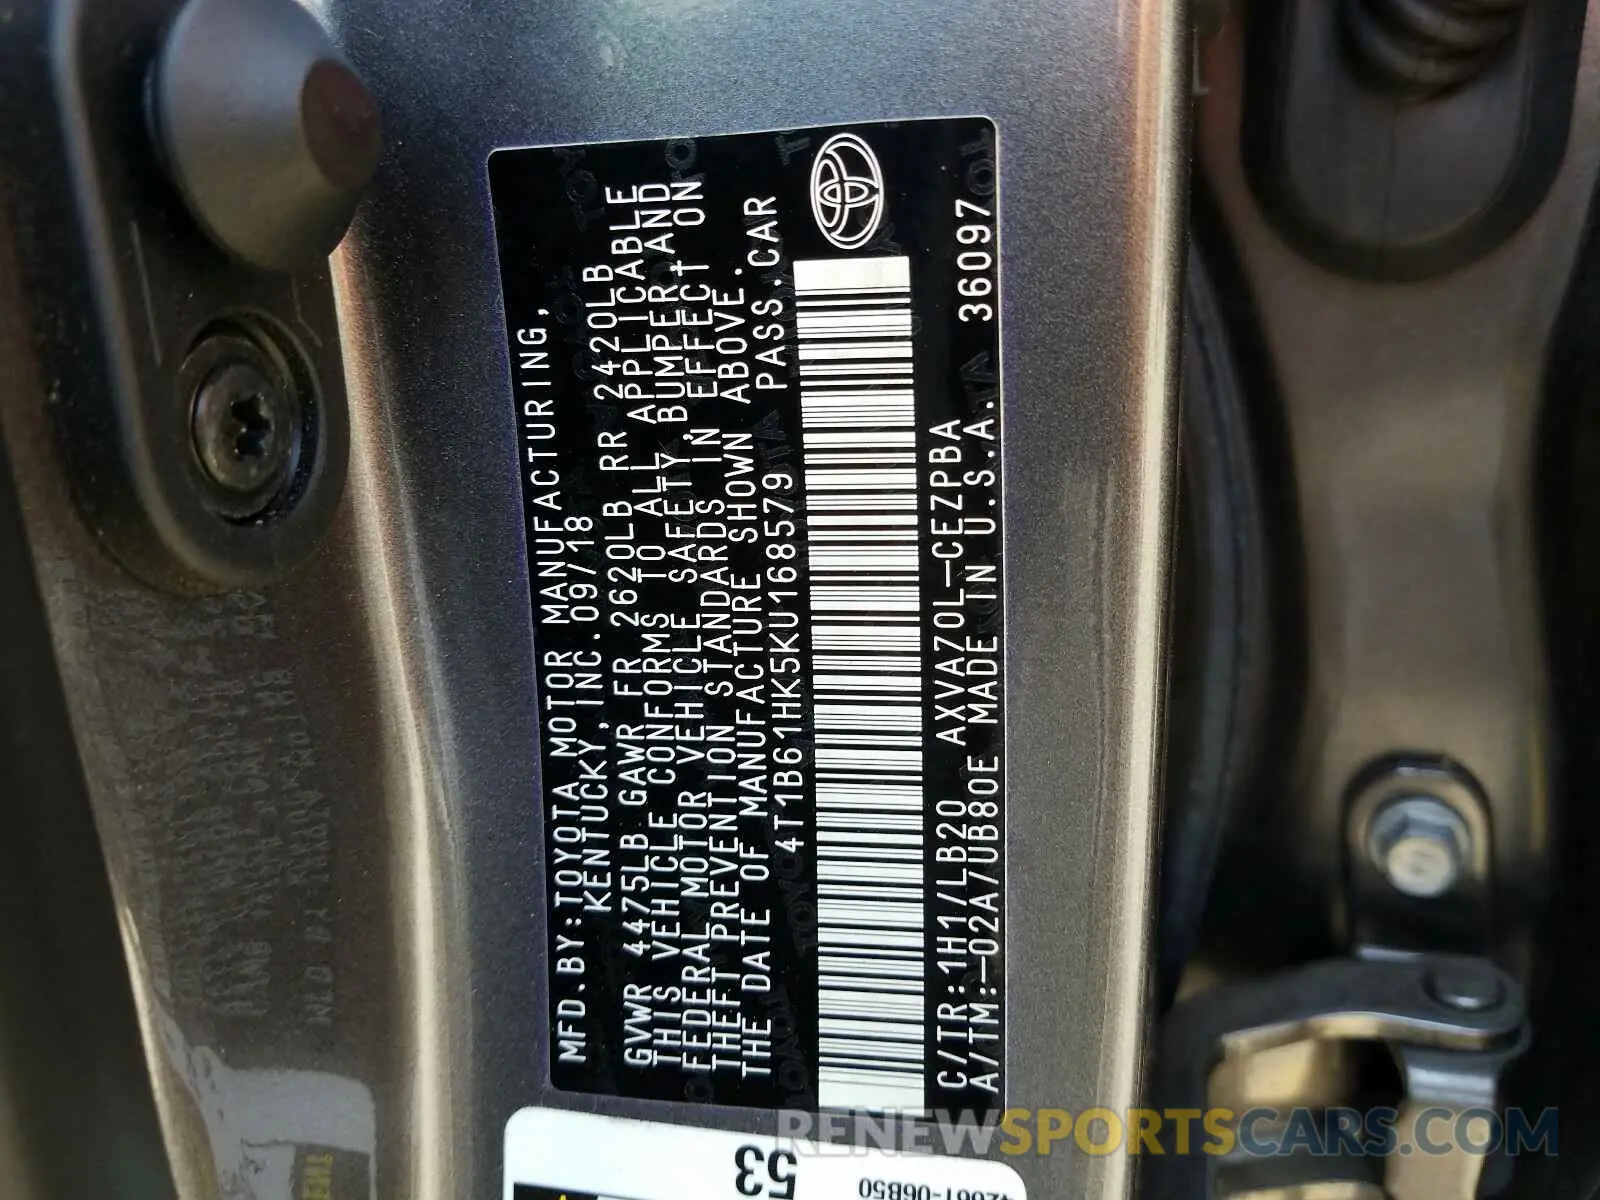 MFD.BY:TOYOTA MOTOR MANUFACTURING,
KENTUCKY,INC.09/18
GVWR 4475LB GAWR FR 2620LB RR 2420LB
THIS VEHICLE CONFORMS TO ALL APPLICABLE
FEDERAL MOTOR VEHICLE SAFETY, BUMPER, AND
THEFT PREVENTION STANDARDS IN EFFECT ON
THE DATE OF MANUFACTURE SHOWN ABOVE.
4T1B61HK5KU168579 PASS.CAR
C/TR:1H1/LB20 AXVA70L-CEZPBA 36097
A/TM:-02A/UB80E MADE IN U.S.A.
53
RENEWSPORTSCARS.COM